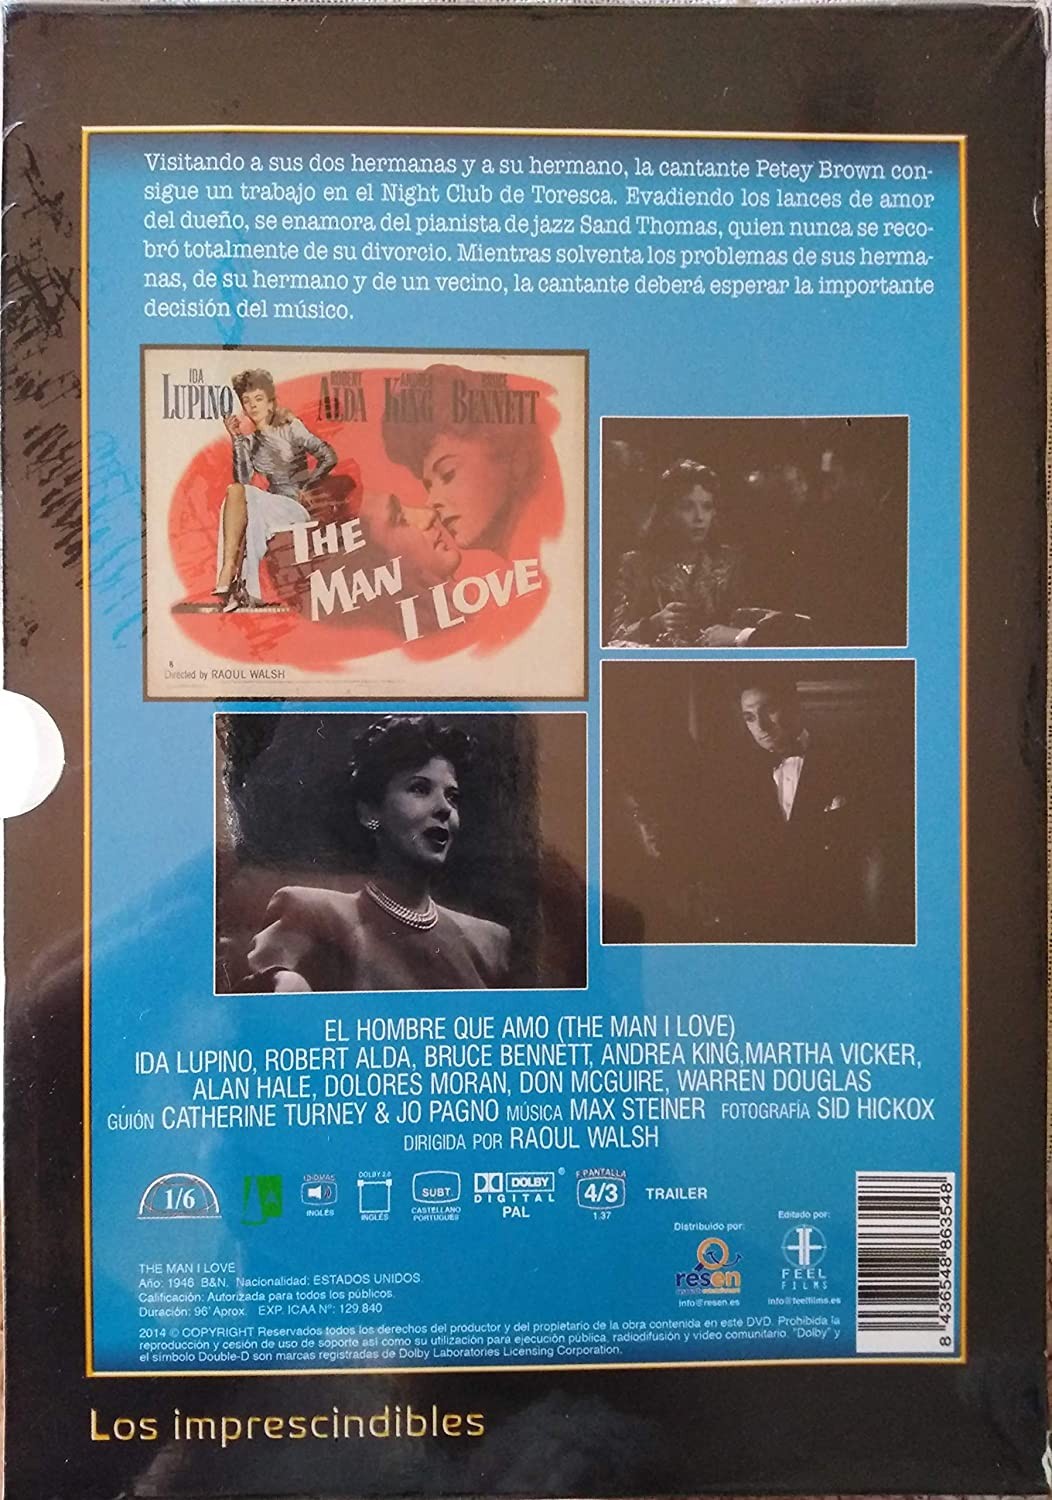 Visitando a sus dos hermanas y a su hermano, la cantante Petey Brown con-
sigue un trabajo en el Night Club de Toresca. Evadiendo los lances de amor
del dueño, se enamora del pianista de jazz Sand Thomas, quien nunca se reco-
bró totalmente de su divorcio. Mientras solventa los problemas de sus herma-
nas, de su hermano y de un vecino, la cantante deberá esperar la importante
decisión del músico.
IDA LUPINO ROBERT ALDA ANDREA KING BRUCE BENNETT
THE
MAN
I LOVE
Directed by RAOUL WALSH
EL HOMBRE QUE AMO (THE MAN I LOVE)
IDA LUPINO, ROBERT ALDA, BRUCE BENNETT, ANDREA KING,MARTHA VICKER,
ALAN HALE, DOLORES MORAN, DON MCGUIRE, WARREN DOUGLAS
GUIÓN CATHERINE TURNEY & JO PAGNO MÚSICA MAX STEINER FOTOGRAFÍA SID HICKOX
DIRIGIDA POR RAOUL WALSH
1/6
IDIOMAS
INGLÉS
DOLBY 2.0
INGLÉS
SUBT.
CASTELLANO
PORTUGUÉS
DOLBY
DIGITAL
PAL
F.PANTALLA
4/3
1.37
TRAILER
Distribuido por:
resen
info@resen.es
Editado por:
FEEL
FILMS
info@feelfilms.es
8 436548 863548
THE MAN I LOVE
Año: 1946 B&N. Nacionalidad: ESTADOS UNIDOS.
Calificación: Autorizada para todos los públicos.
Duración: 96' Aprox. EXP. ICAA Nº: 129.840
2014 © COPYRIGHT Reservados todos los derechos del productor y del propietario de la obra contenida en este DVD. Prohibida la
reproducción y cesión de uso de soporte así como su utilización para ejecución pública, radiodifusión y video comunitario. "Dolby" y
el símbolo Double-D son marcas registradas de Dolby Laboratories Licensing Corporation.
Los imprescindibles